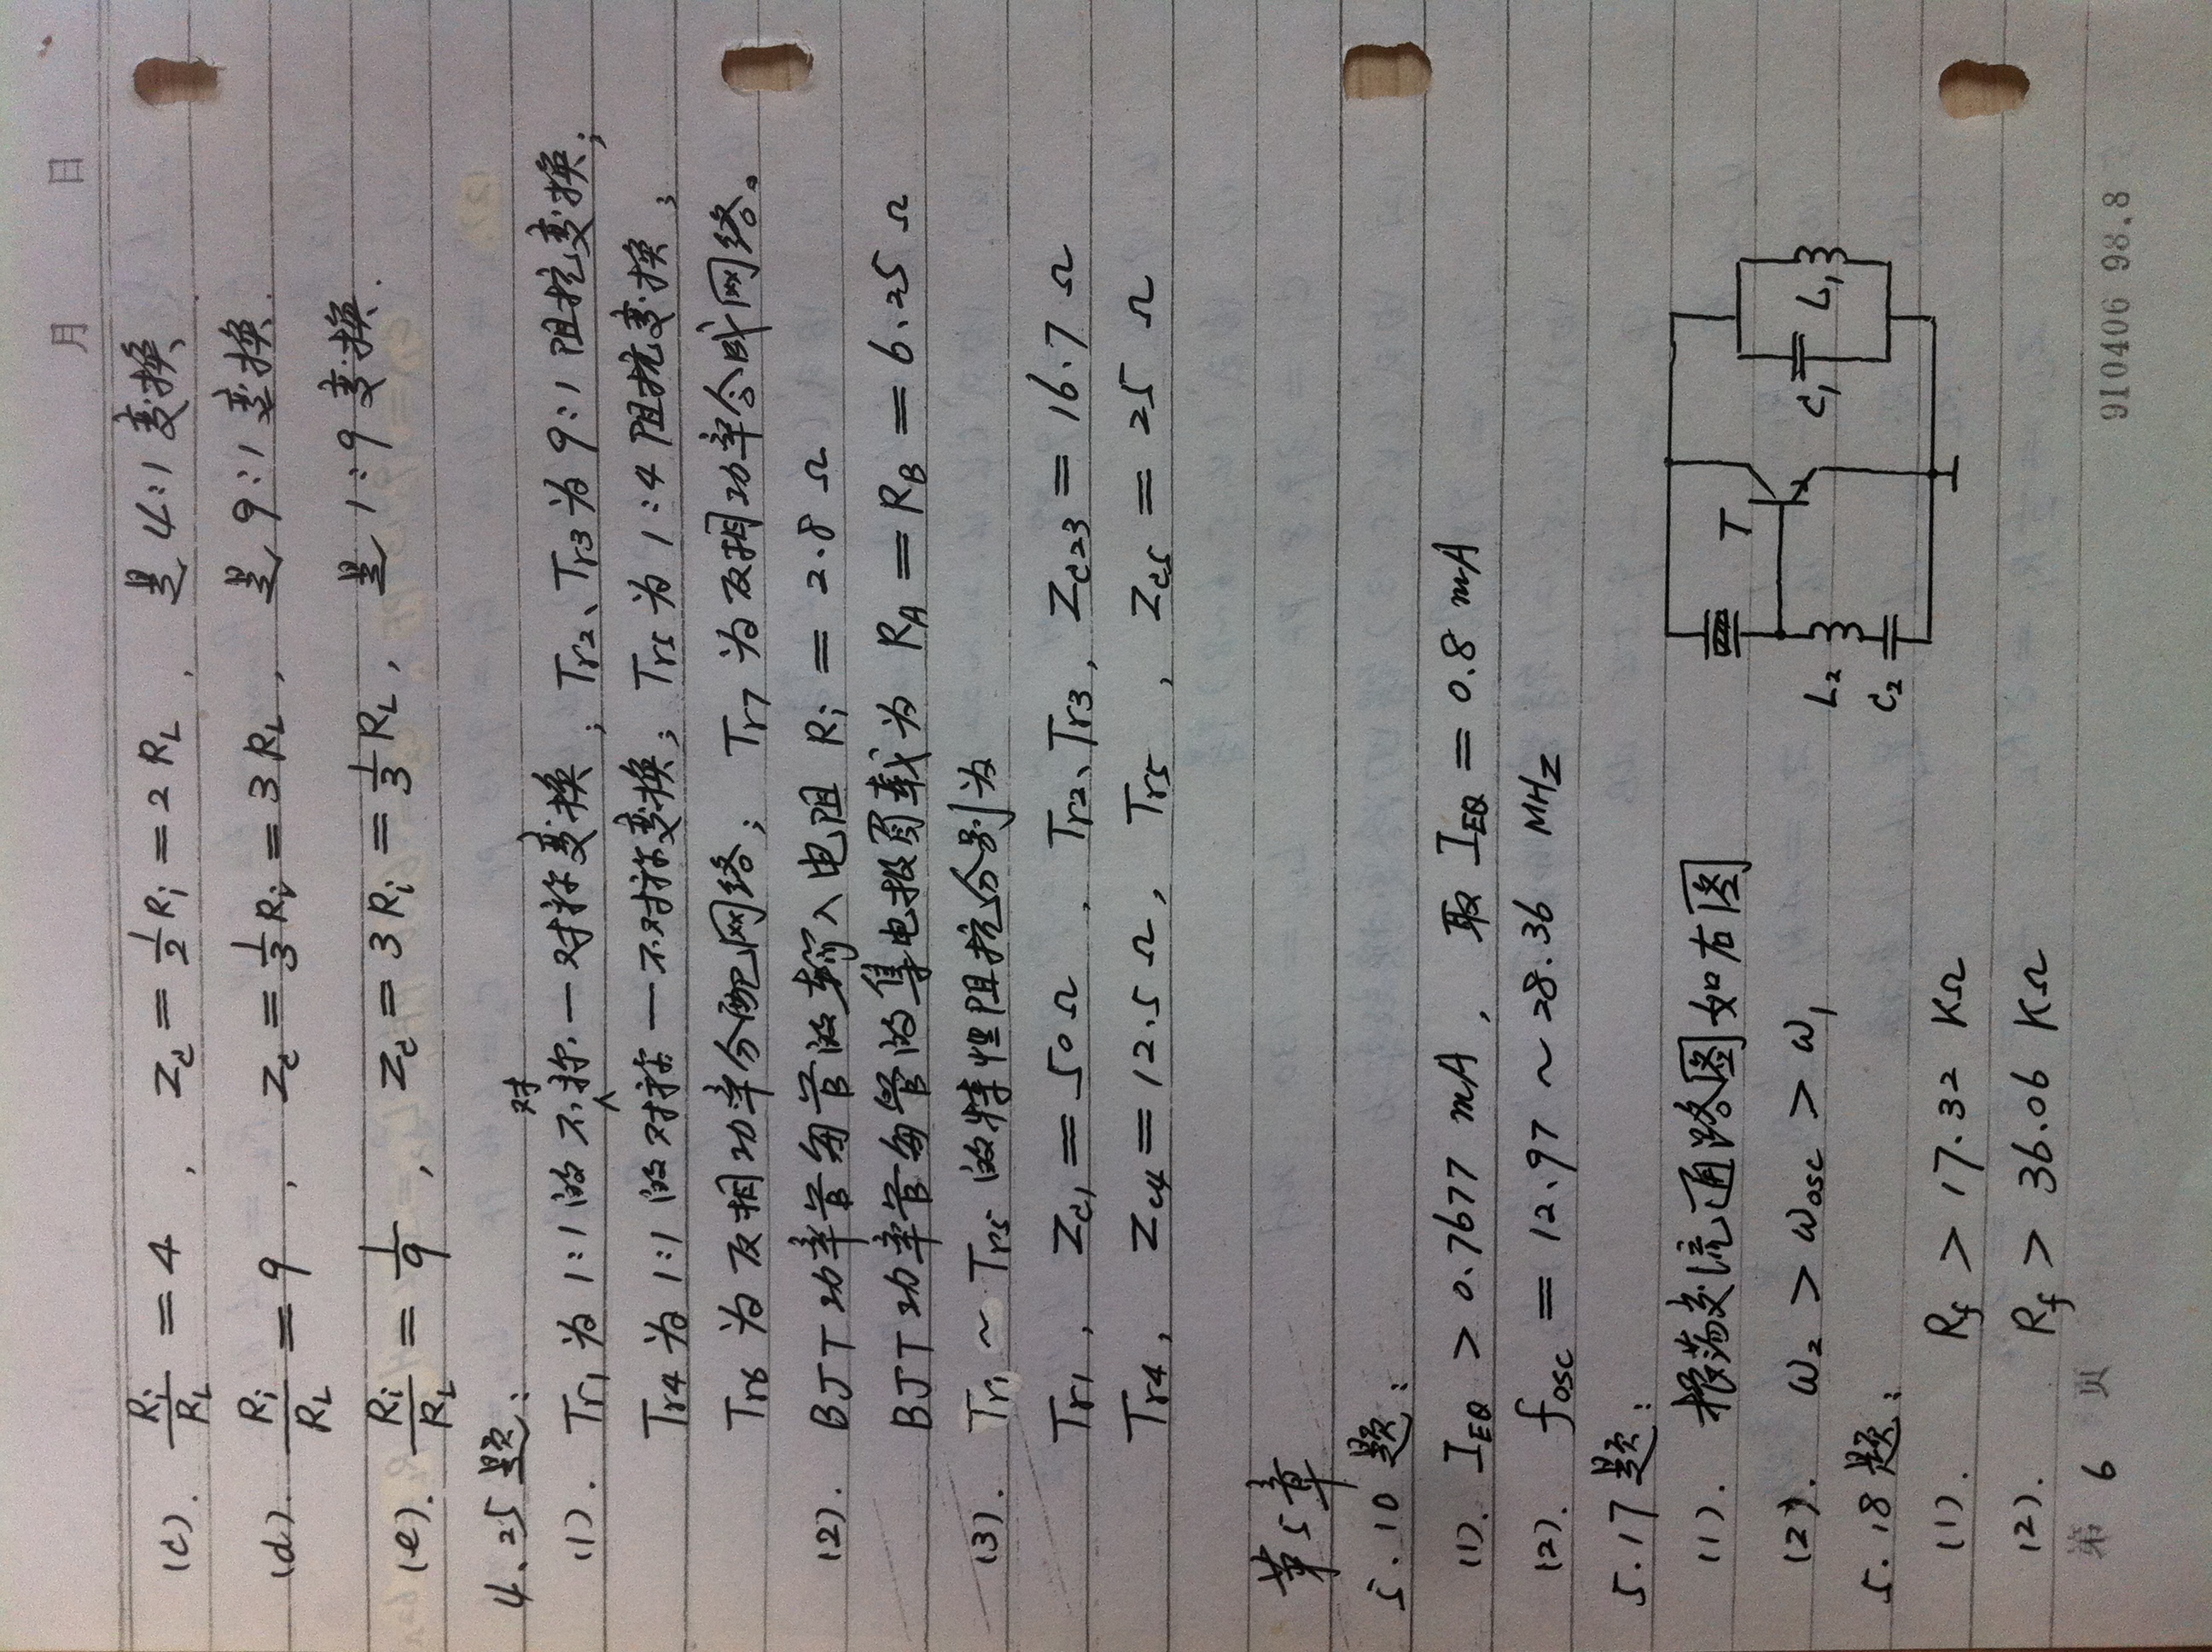 月 日
(c). Ri/RL = 4 , Zc = 1/2 Ri = 2 RL , 是 4:1 变换.
(d). Ri/RL = 9 , Zc = 1/3 Ri = 3 RL , 是 9:1 变换.
(e). Ri/RL = 1/9 , Zc = 3 Ri = 1/3 RL , 是 1:9 变换.
4.25 题:
(1). Tr1 为 1:1 的不对称—对称变换; Tr2、Tr3 为 9:1 阻抗变换;
Tr4 为 1:1 的对称—不对称变换; Tr5 为 1:4 阻抗变换;
Tr6 为反相功率分配网络; Tr7 为反相功率合成网络。
(2). BJT 功率管每管的输入电阻 Ri = 2.8 Ω
BJT 功率管每管的集电极负载为 RA = RB = 6.25 Ω
(3). Tr1 ~ Tr5 的特性阻抗分别为
Tr1, Zc1 = 50 Ω , Tr2、Tr3, Zc23 = 16.7 Ω
Tr4, Zc4 = 12.5 Ω, Tr5 , Zc5 = 25 Ω
第5章
5.10 题:
(1). IEQ > 0.7677 mA, 取 IEQ = 0.8 mA
(2). fosc = 12.97 ~ 28.36 MHz
5.17 题:
(1). 振荡交流通路图如右图
(2). ω2 > ωosc > ω1
T
C1
L1
L2
C2
5.18 题:
(1). Rf > 17.32 KΩ
(2). Rf > 36.06 KΩ
第 6 页
910406 98.8